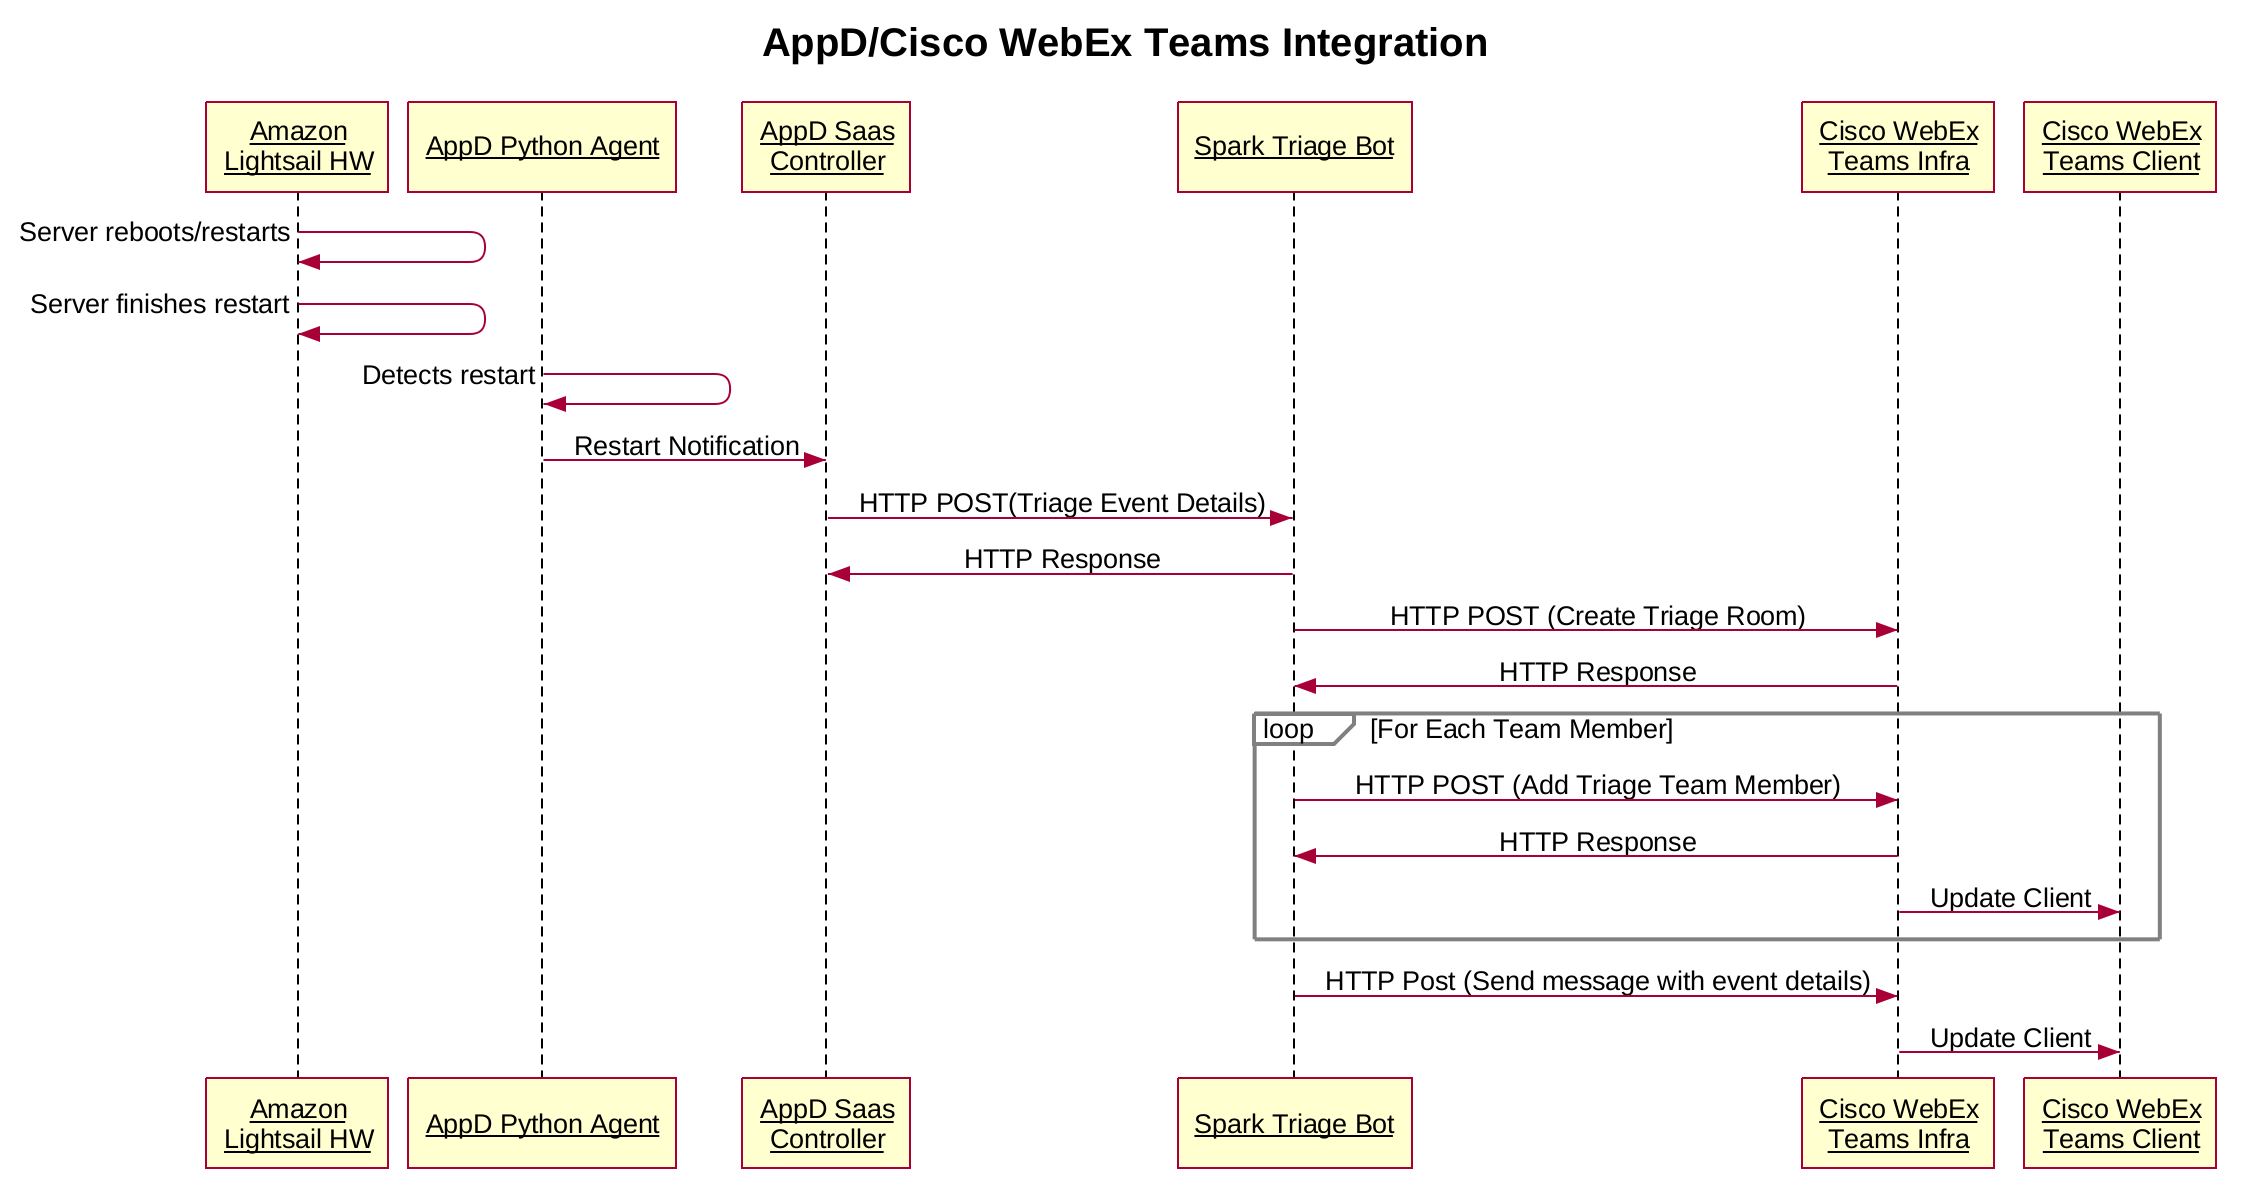 AppD/Cisco WebEx Teams Integration
Amazon
Lightsail HW
AppD Python Agent
AppD Saas
Controller
Spark Triage Bot
Cisco WebEx
Teams Infra
Cisco WebEx
Teams Client
Server reboots/restarts
Server finishes restart
Detects restart
Restart Notification
HTTP POST(Triage Event Details)
HTTP Response
HTTP POST (Create Triage Room)
HTTP Response
loop [For Each Team Member]
HTTP POST (Add Triage Team Member)
HTTP Response
Update Client
HTTP Post (Send message with event details)
Update Client
Amazon
Lightsail HW
AppD Python Agent
AppD Saas
Controller
Spark Triage Bot
Cisco WebEx
Teams Infra
Cisco WebEx
Teams Client